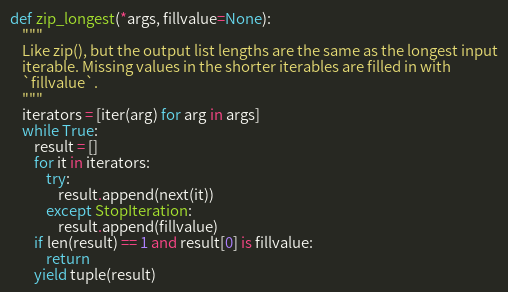 def zip_longest(*args, fillvalue=None):
    """
    Like zip(), but the output list lengths are the same as the longest input
    iterable. Missing values in the shorter iterables are filled in with
    `fillvalue`.
    """
    iterators = [iter(arg) for arg in args]
    while True:
        result = []
        for it in iterators:
            try:
                result.append(next(it))
            except StopIteration:
                result.append(fillvalue)
        if len(result) == 1 and result[0] is fillvalue:
            return
        yield tuple(result)